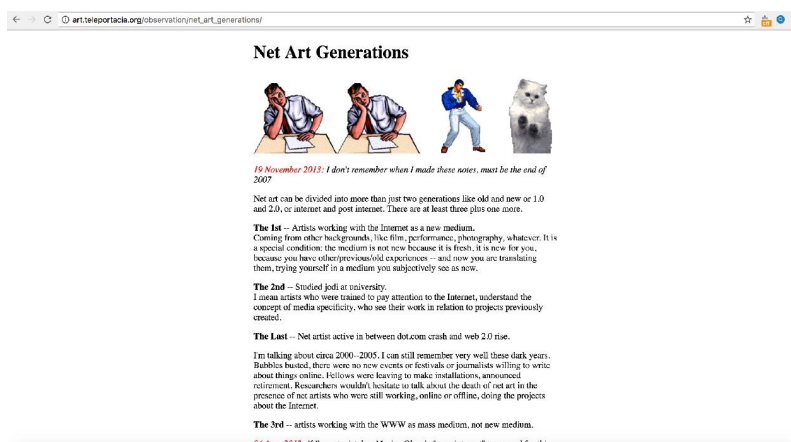 art.teleportacia.org/observation/net_art_generations/
Net Art Generations
19 November 2013: I don't remember when I made these notes, must be the end of
2007
Net art can be divided into more than just two generations like old and new or 1.0
and 2.0, or internet and post internet. There are at least three plus one more.
The 1st -- Artists working with the Internet as a new medium.
Coming from other backgrounds, like film, performance, photography, whatever. It is
a special condition: the medium is not new because it is fresh, it is new for you,
because you have other/previous/old experiences -- and now you are translating
them, trying yourself in a medium you subjectively see as new.
The 2nd -- Studied jodi at university.
I mean artists who were trained to pay attention to the Internet, understand the
concept of media specificity, who see their work in relation to projects previously
created.
The Last -- Net artist active in between dot.com crash and web 2.0 rise.
I'm talking about circa 2000--2005. I can still remember very well these dark years.
Bubbles busted, there were no new events or festivals or journalists willing to write
about things online. Fellows were leaving to make installations, announced
retirement. Researchers wouldn't hesitate to talk about the death of net art in the
presence of net artists who were still working, online or offline, doing the projects
about the Internet.
The 3rd -- artists working with the WWW as mass medium, not new medium.